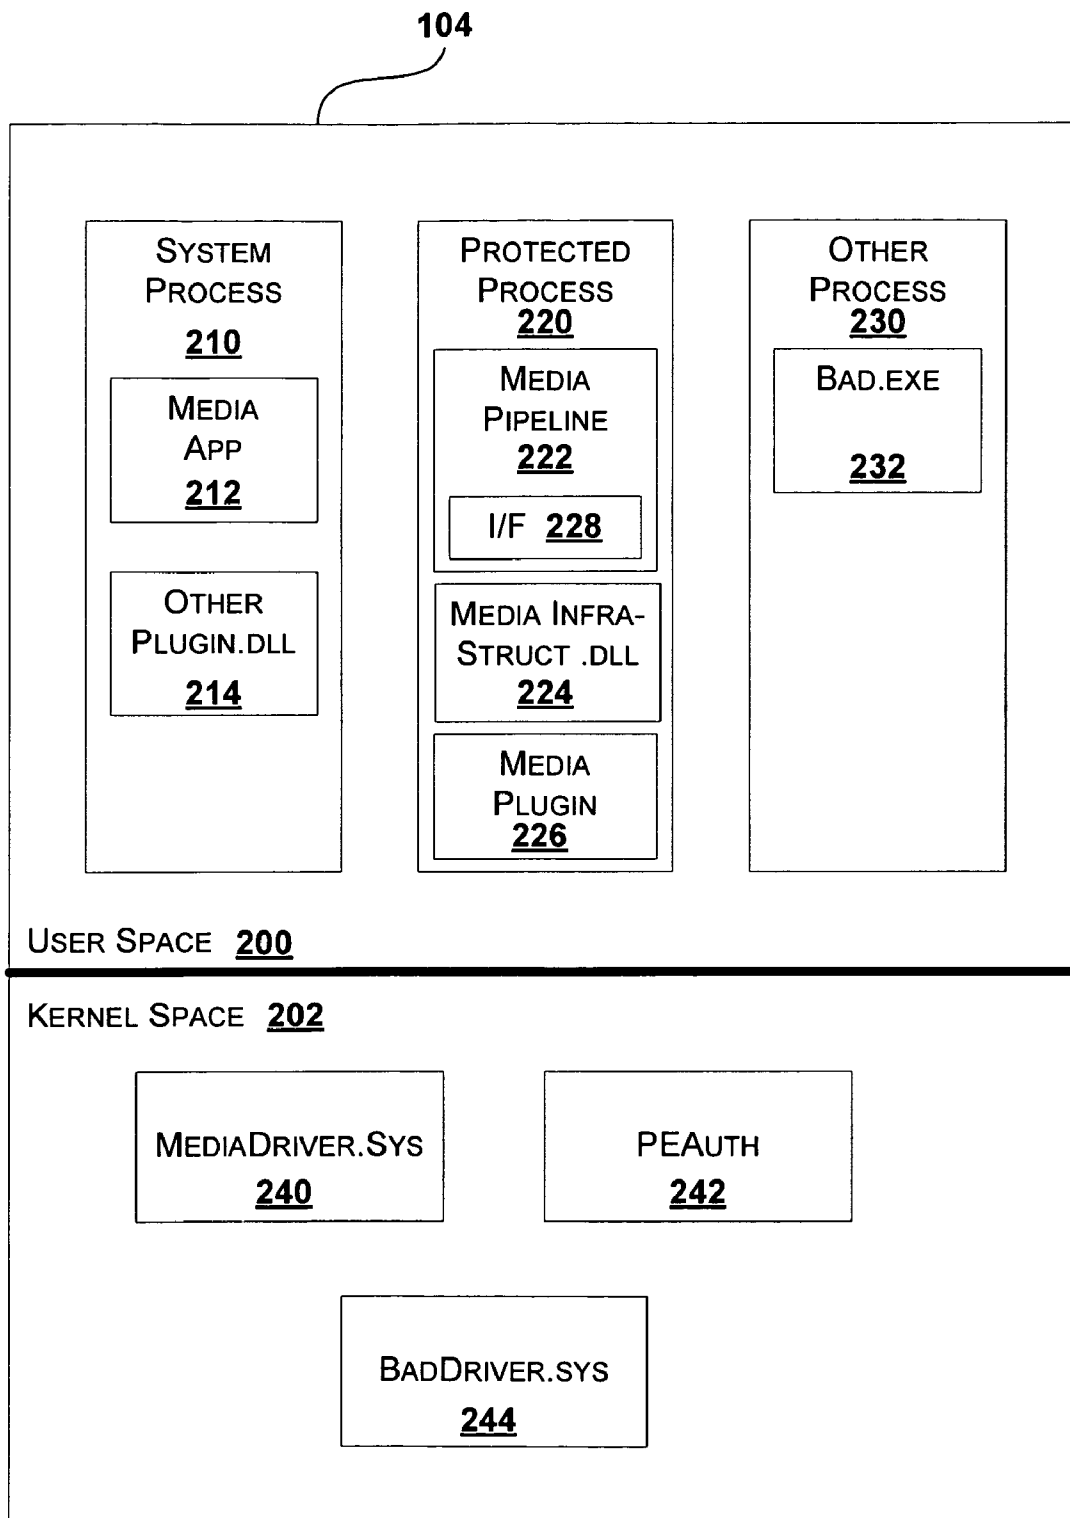 104
SYSTEM
PROCESS
210
MEDIA
APP
212
OTHER
PLUGIN.DLL
214
PROTECTED
PROCESS
220
MEDIA
PIPELINE
222
I/F 228
MEDIA INFRA-
STRUCT .DLL
224
MEDIA
PLUGIN
226
OTHER
PROCESS
230
BAD.EXE
232
USER SPACE 200
KERNEL SPACE 202
MEDIADRIVER.SYS
240
PEAUTH
242
BADDRIVER.SYS
244